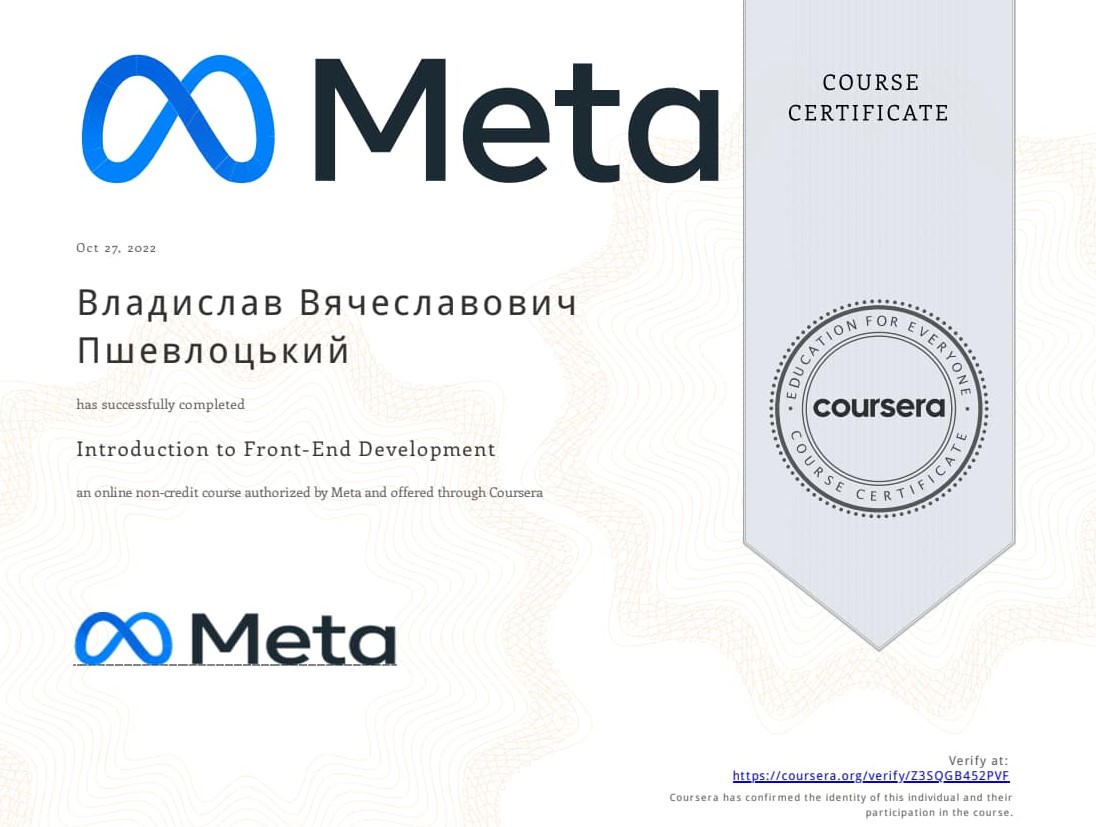 Meta
COURSE
CERTIFICATE
Oct 27, 2022
Владислав Вячеславович
Пшевлоцький
has successfully completed
Introduction to Front-End Development
an online non-credit course authorized by Meta and offered through Coursera
EDUCATION FOR EVERYONE
coursera
COURSE CERTIFICATE
Meta
Verify at:
https://coursera.org/verify/Z3SQGB452PVF
Coursera has confirmed the identity of this individual and their
participation in the course.